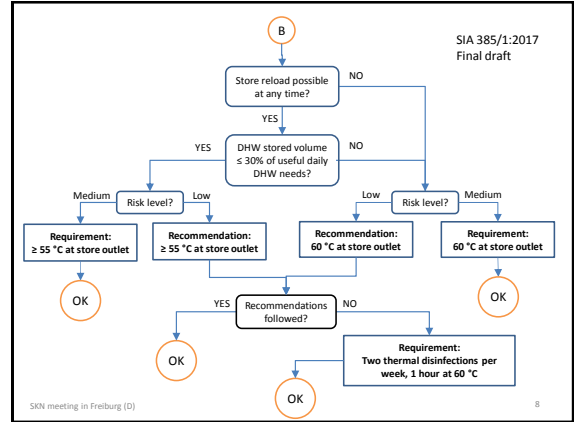 B
SIA 385/1:2017
Final draft
Store reload possible
at any time?
NO
YES
YES
DHW stored volume
≤ 30% of useful daily
DHW needs?
NO
Medium
Risk level?
Low
Low
Risk level?
Medium
Requirement:
≥ 55 °C at store outlet
Recommendation:
≥ 55 °C at store outlet
Recommendation:
60 °C at store outlet
Requirement:
60 °C at store outlet
OK
OK
YES
Recommendations
followed?
NO
OK
Requirement:
Two thermal disinfections per
week, 1 hour at 60 °C
OK
SKN meeting in Freiburg (D)
8